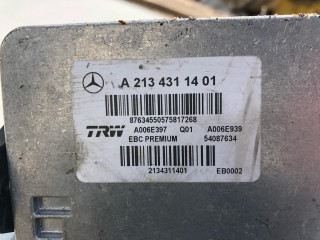 A 213 431 14 01
87634550575817268
TRW A006E397 Q01 A006E939
EBC PREMIUM 54087634
2134311401 EB0002